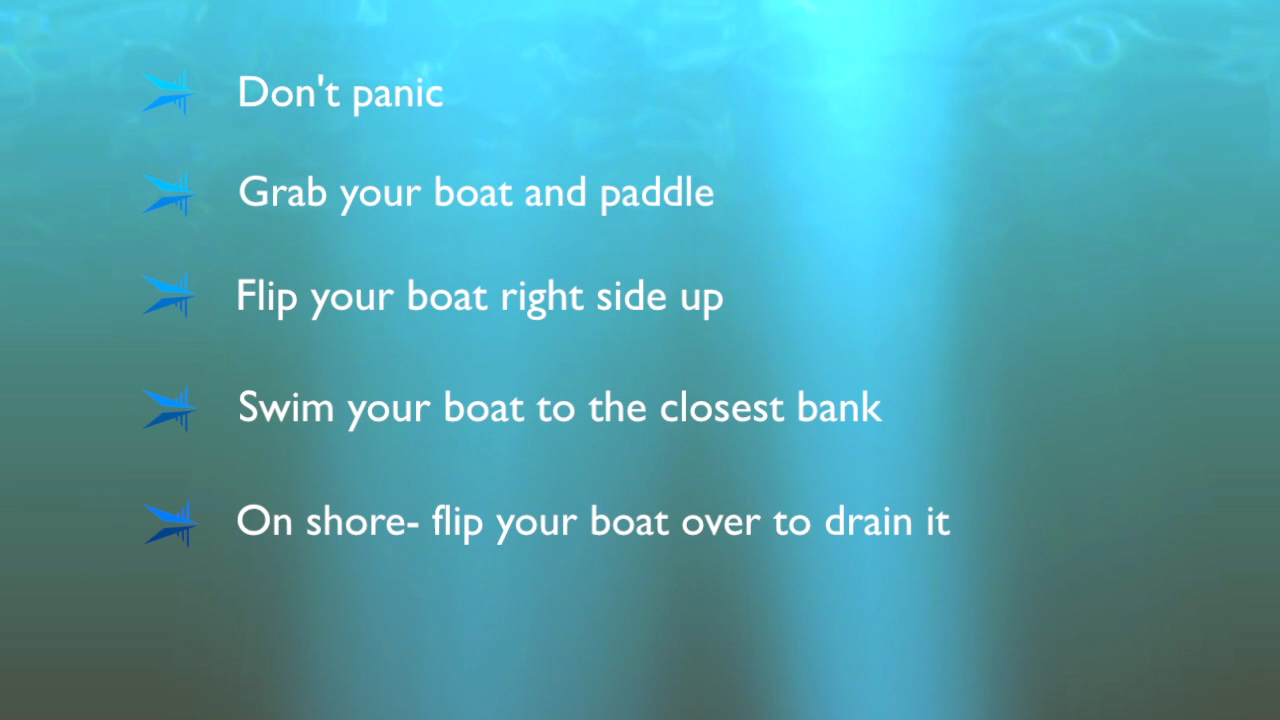 Don't panic
Grab your boat and paddle
Flip your boat right side up
Swim your boat to the closest bank
On shore- flip your boat over to drain it